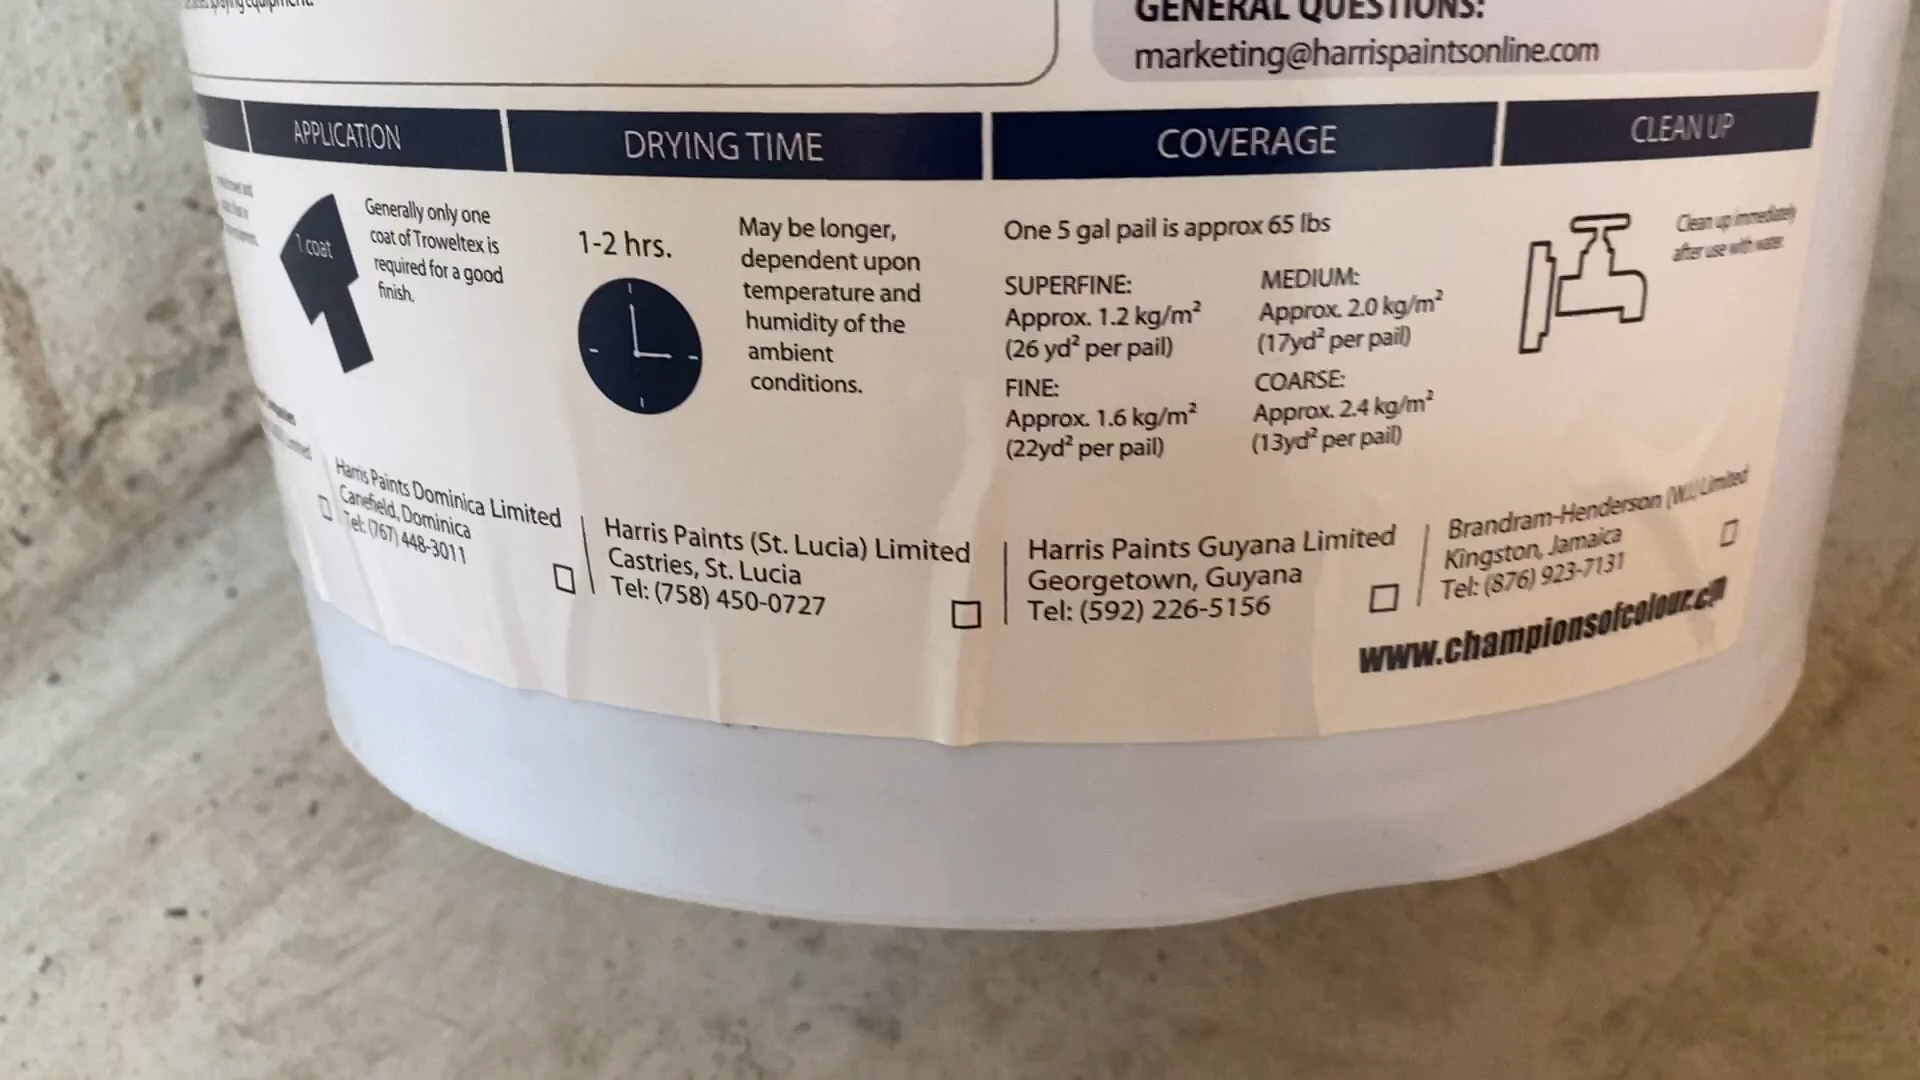 spraying equipment.
GENERAL QUESTIONS:
marketing@harrispaintsonline.com
APPLICATION
DRYING TIME
COVERAGE
CLEAN UP
1 coat
Generally only one
coat of Troweltex is
required for a good
finish.
1-2 hrs.
May be longer,
dependent upon
temperature and
humidity of the
ambient
conditions.
One 5 gal pail is approx 65 lbs
SUPERFINE:
Approx. 1.2 kg/m²
(26 yd² per pail)
FINE:
Approx. 1.6 kg/m²
(22yd² per pail)
MEDIUM:
Approx. 2.0 kg/m²
(17yd² per pail)
COARSE:
Approx. 2.4 kg/m²
(13yd² per pail)
Clean up immediately
after use with water.
Harris Paints Dominica Limited
Canefield, Dominica
Tel: (767) 448-3011
Harris Paints (St. Lucia) Limited
Castries, St. Lucia
Tel: (758) 450-0727
Harris Paints Guyana Limited
Georgetown, Guyana
Tel: (592) 226-5156
Brandram-Henderson (W.I.) Limited
Kingston, Jamaica
Tel: (876) 923-7131
www.championsofcolour.c